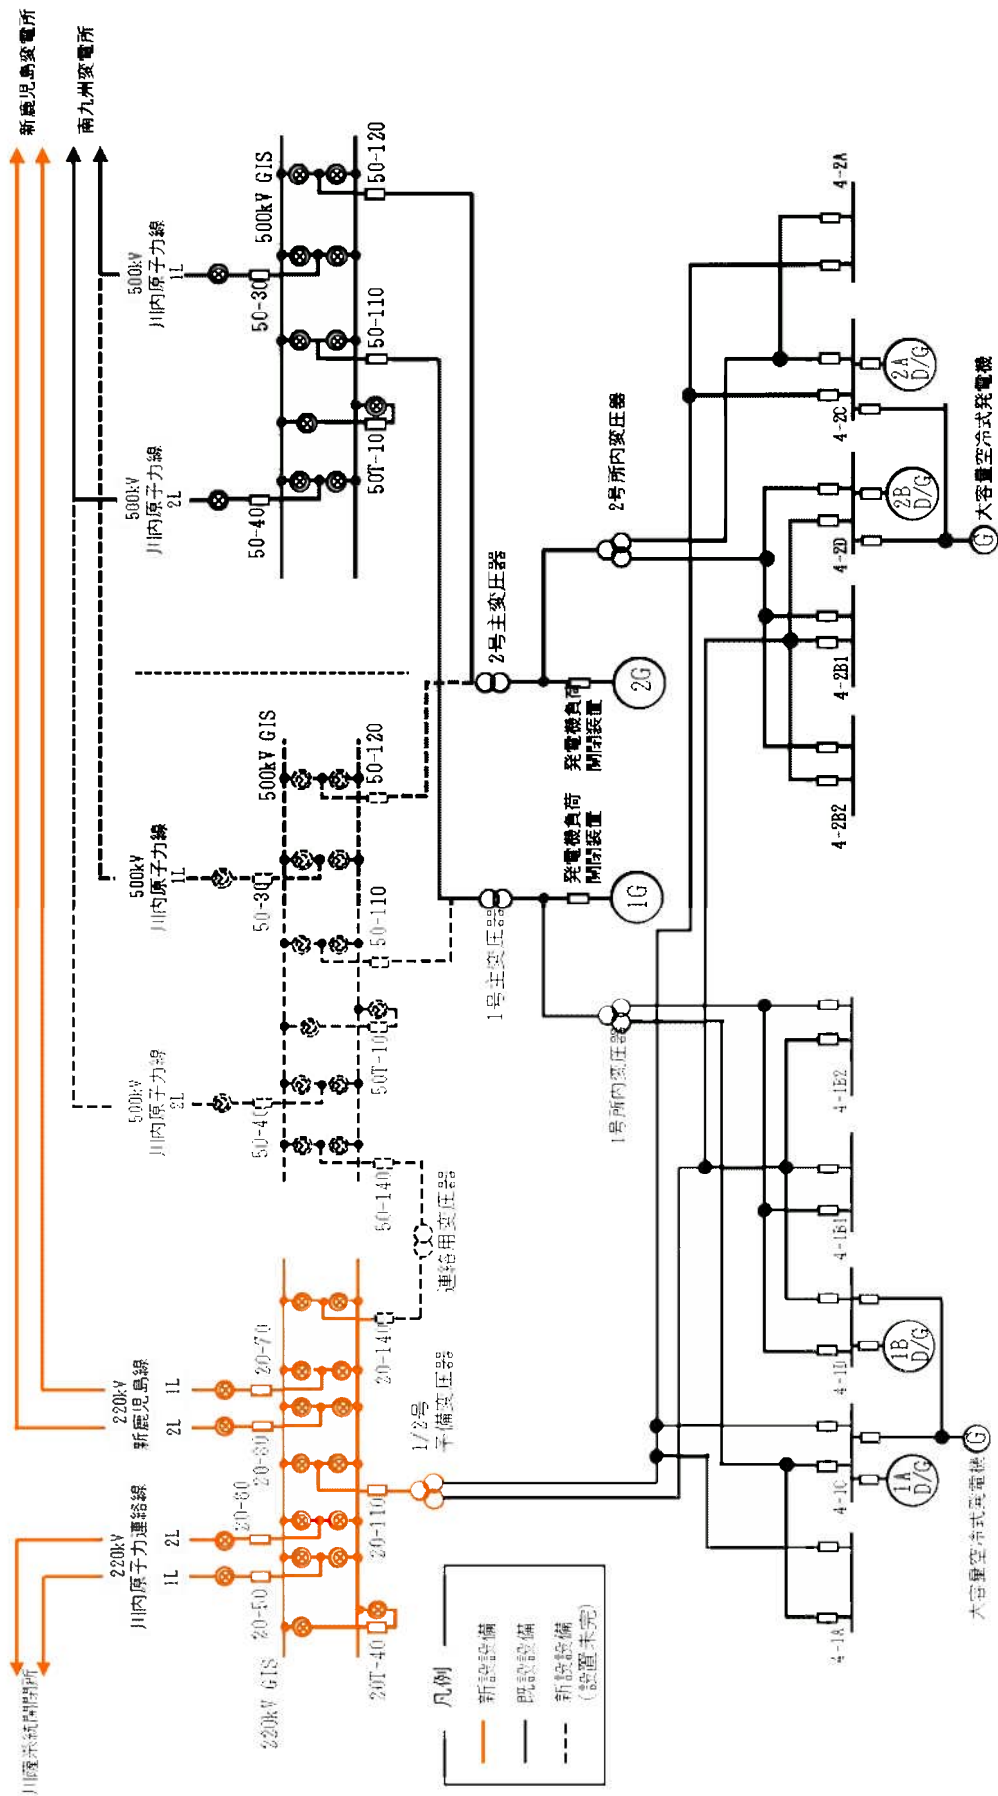 川薩系統開閉所
新鹿児島変電所
南九州変電所
220kV
川内原子力連絡線
1L
2L
220kV
新鹿児島線
2L
1L
500kV
川内原子力線
2L
500kV
川内原子力線
1L
500kV
川内原子力線
2L
500kV
川内原子力線
1L
220kV GIS
20-50
20-60
20-80
20-70
50-40
50-30
500kV GIS
50-40
50-30
500kV GIS
20T-40
20-110
20-140
50-140
50T-10
50-110
50-120
50T-10
50-110
50-120
1/2号
予備変圧器
連絡用変圧器
1号主変圧器
2号主変圧器
発電機負荷
開閉装置
発電機負荷
開閉装置
1G
2G
1号所内変圧器
2号所内変圧器
4-1A
4-1C
4-1D
4-1B1
4-1B2
4-2B2
4-2B1
4-2D
4-2C
4-2A
1A
D/G
1B
D/G
2B
D/G
2A
D/G
G
大容量空冷式発電機
G
大容量空冷式発電機
凡例
新設設備
既設設備
新設設備
(設置未完)